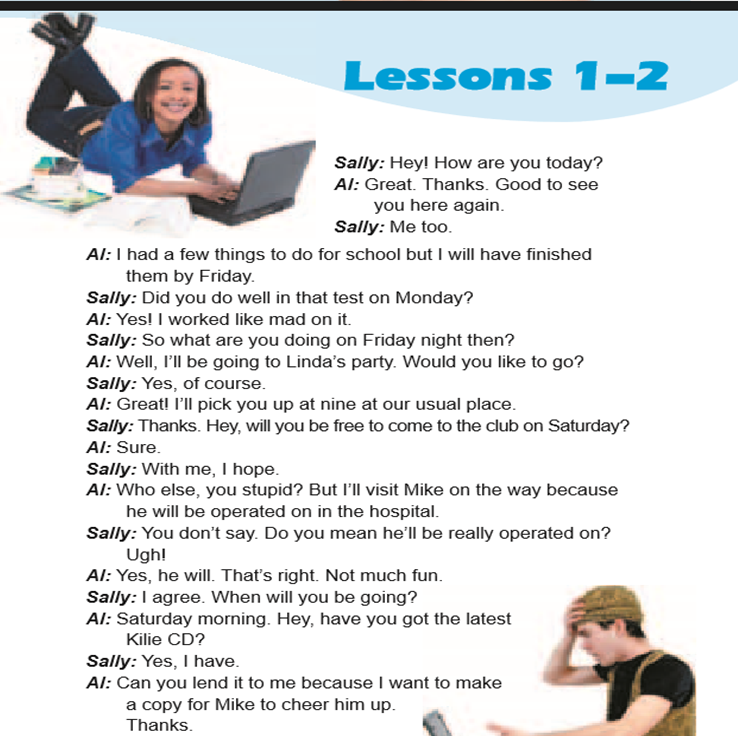 Lessons 1–2
Sally: Hey! How are you today?
Al: Great. Thanks. Good to see
you here again.
Sally: Me too.
Al: I had a few things to do for school but I will have finished
them by Friday.
Sally: Did you do well in that test on Monday?
Al: Yes! I worked like mad on it.
Sally: So what are you doing on Friday night then?
Al: Well, I’ll be going to Linda’s party. Would you like to go?
Sally: Yes, of course.
Al: Great! I’ll pick you up at nine at our usual place.
Sally: Thanks. Hey, will you be free to come to the club on Saturday?
Al: Sure.
Sally: With me, I hope.
Al: Who else, you stupid? But I’ll visit Mike on the way because
he will be operated on in the hospital.
Sally: You don’t say. Do you mean he’ll be really operated on?
Ugh!
Al: Yes, he will. That’s right. Not much fun.
Sally: I agree. When will you be going?
Al: Saturday morning. Hey, have you got the latest
Kilie CD?
Sally: Yes, I have.
Al: Can you lend it to me because I want to make
a copy for Mike to cheer him up.
Thanks.